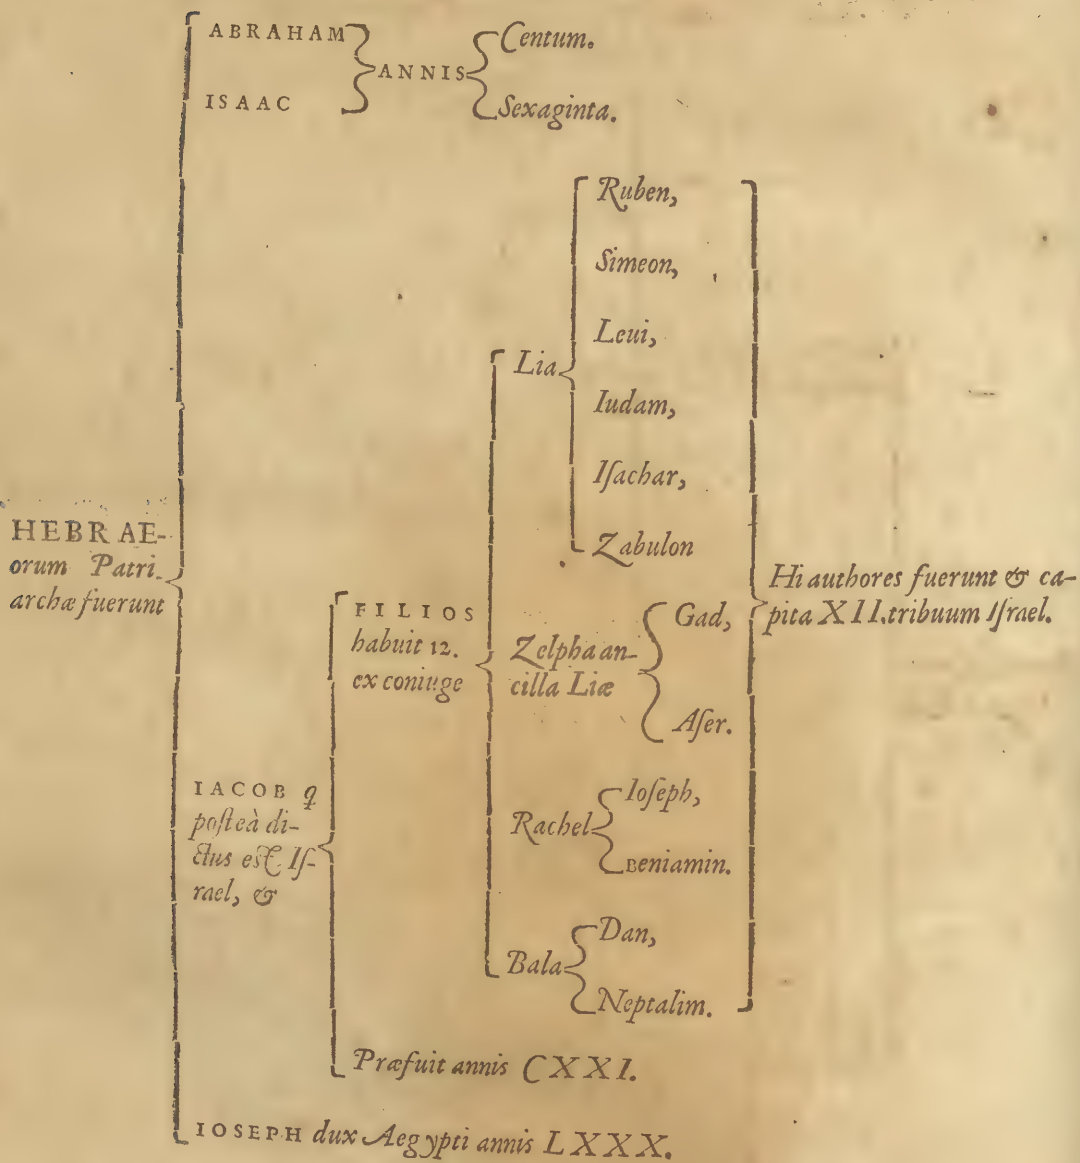 HEBRAE-
orum Patri-
archæ fuerunt
ABRAHAM
ISAAC
ANNIS
Centum.
Sexaginta.
IACOB q
posteà di-
ctus est Iſ-
rael, &
FILIOS
habuit 12.
ex coniuge
Lia
Ruben,
Simeon,
Leui,
Iudam,
Iſachar,
Zabulon
Zelpha an-
cilla Liæ
Gad,
Aſer.
Rachel
Ioſeph,
Beniamin.
Bala
Dan,
Neptalim.
Hi authores fuerunt & ca-
pita XII. tribuum Iſrael.
Præfuit annis CXXI.
IOSEPH dux Aegypti annis LXXX.